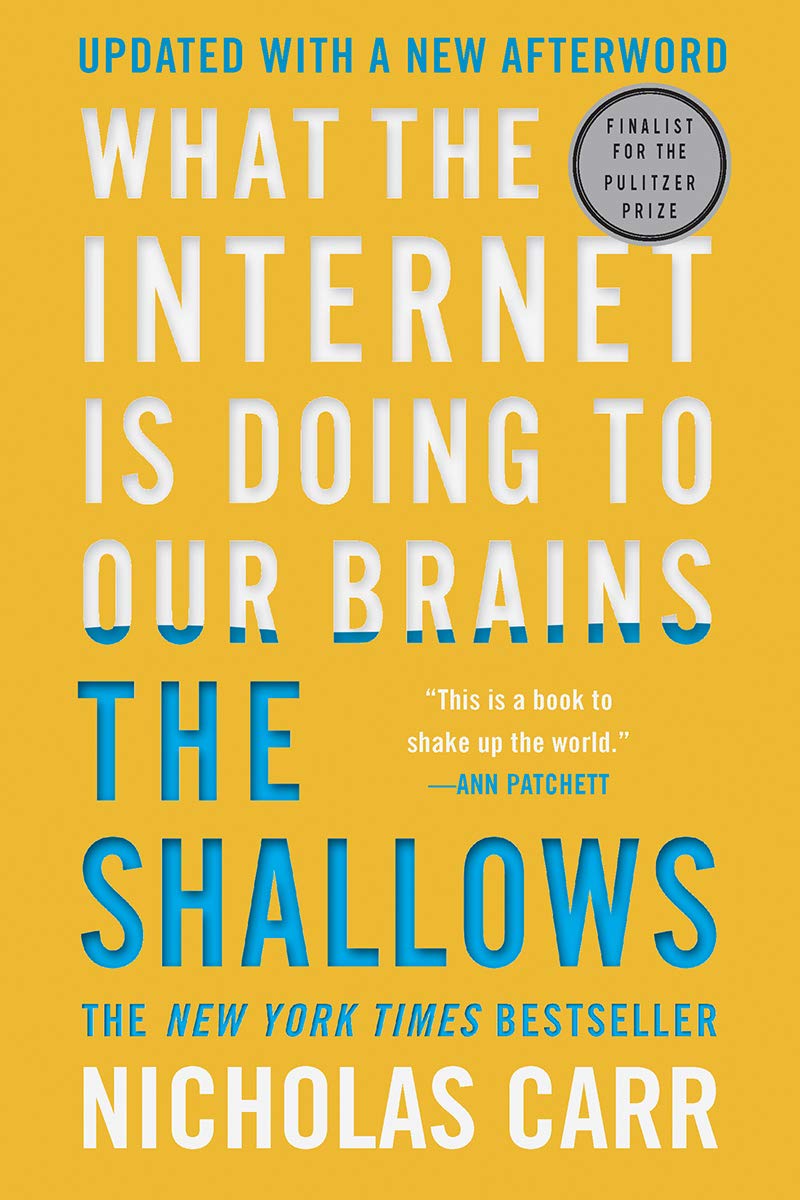 UPDATED WITH A NEW AFTERWORD
WHAT THE
FINALIST
FOR THE
PULITZER
PRIZE
INTERNET
IS DOING TO
OUR BRAINS
THE
“This is a book to
shake up the world.”
—ANN PATCHETT
SHALLOWS
THE NEW YORK TIMES BESTSELLER
NICHOLAS CARR